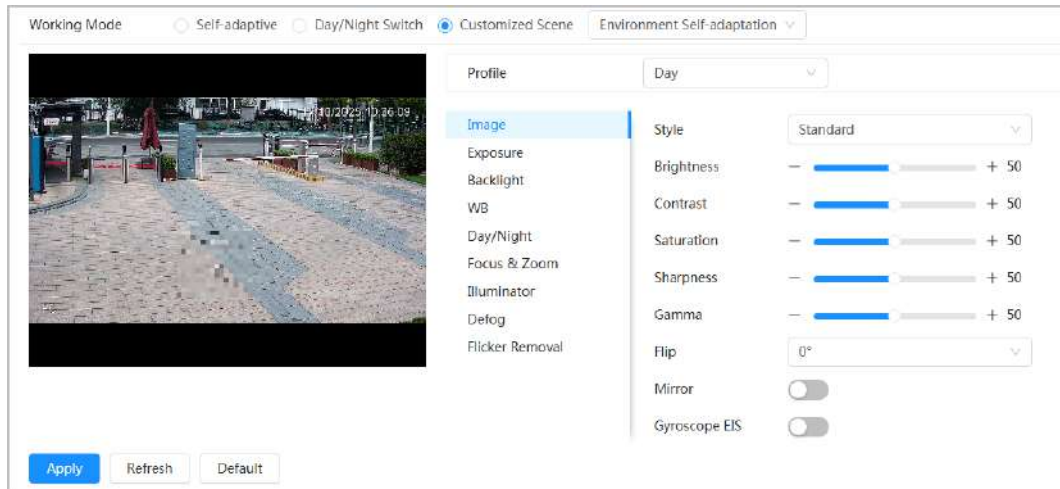 Working Mode Self-adaptive Day/Night Switch Customized Scene Environment Self-adaptation
Profile Day
Image
Exposure
Backlight
WB
Day/Night
Focus & Zoom
Illuminator
Defog
Flicker Removal
Style Standard
Brightness 50
Contrast 50
Saturation 50
Sharpness 50
Gamma 50
Flip 0°
Mirror
Gyroscope EIS
Apply Refresh Default